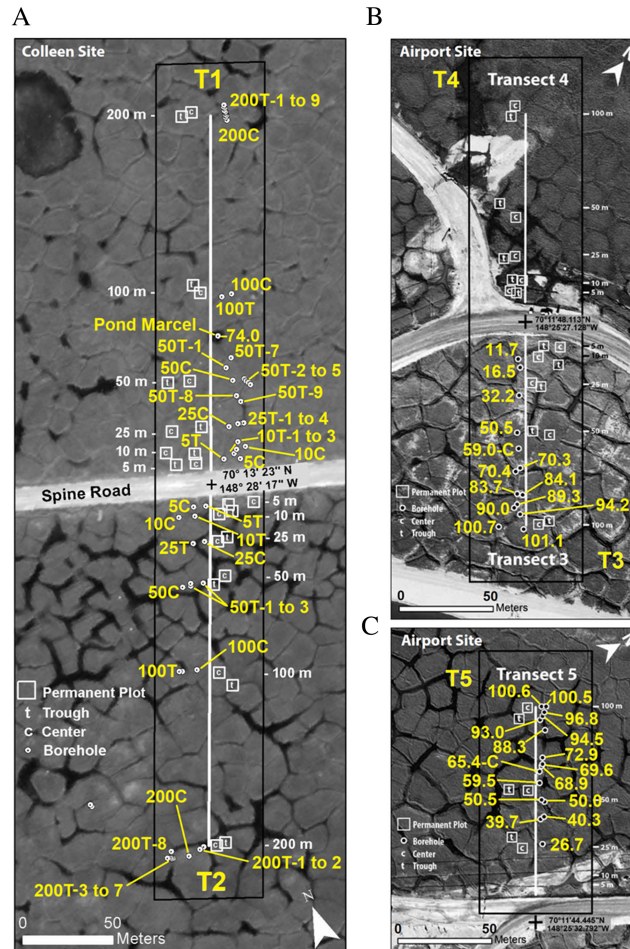 A
Colleen Site
T1
200T-1 to 9
200 m
t
c
200C
t
100C
100 m
c
100T
Pond Marcel
74.0
50T-1
50T-7
50C
50T-2 to 5
50 m
t
c
50T-8
50T-9
25C
25T-1 to 4
25 m
c
t
5T
10T-1 to 3
10 m
c
t
10C
5 m
t
c
5C
70° 13' 23" N
148° 28' 17" W
Spine Road
5C
c
5 m
t
5T
10C
c
10 m
10T
25T
t
25 m
25C
c
50 m
50C
t
50T-1 to 3
100C
100T
c
100 m
t
Permanent Plot
t Trough
c Center
Borehole
200C
200T-8
c
t
200 m
200T-1 to 2
200T-3 to 7
T2
N
0 50
Meters
B
Airport Site
T4
Transect 4
c
t
100 m
t
c
50 m
t
c
25 m
t
c
10 m
c
t
5 m
70°11'48.113"N
148°25'27.128"W
t
t
5 m
11.7
c
10 m
t
16.5
c
t
25 m
32.2
50.5
t
c
50 m
59.0-C
70.3
70.4
84.1
83.7
89.3
90.0
94.2
Permanent Plot
Borehole
c Center
t Trough
100.7
c
t
100 m
101.1
Transect 3
T3
0 50
Meters
C
Airport Site
Transect 5
T5
100.6
100.5
c
100 m
t
93.0
96.8
88.3
94.5
72.9
65.4-C
69.6
59.5
68.9
t
c
50.5
50.0
50 m
39.7
40.3
Permanent Plot
Borehole
c Center
t Trough
t
c
26.7
25 m
10 m
5 m
70°11'44.445"N
148°25'32.792"W
0 50
Meters